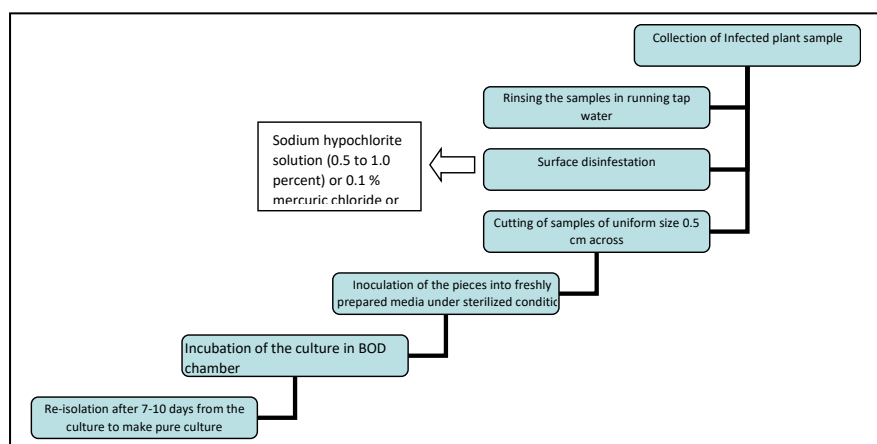 Collection of Infected plant sample
Rinsing the samples in running tap
water
Sodium hypochlorite
solution (0.5 to 1.0
percent) or 0.1 %
mercuric chloride or
Surface disinfestation
Cutting of samples of uniform size 0.5
cm across
Inoculation of the pieces into freshly
prepared media under sterilized conditic
Incubation of the culture in BOD
chamber
Re-isolation after 7-10 days from the
culture to make pure culture